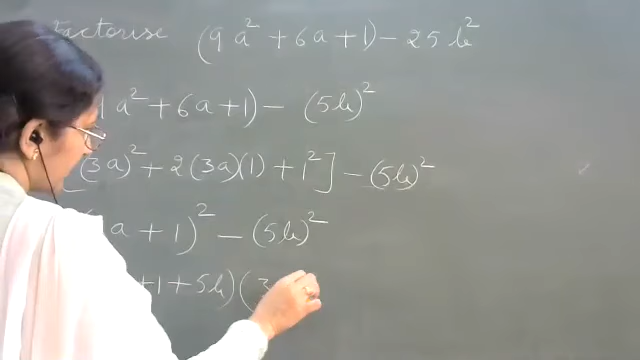 Factorise (9a² + 6a + 1) - 25b²
a² + 6a + 1) - (5b)²
[(3a)² + 2(3a)(1) + 1²] - (5b)²
a + 1)² - (5b)²
+ 1 + 5b)(3